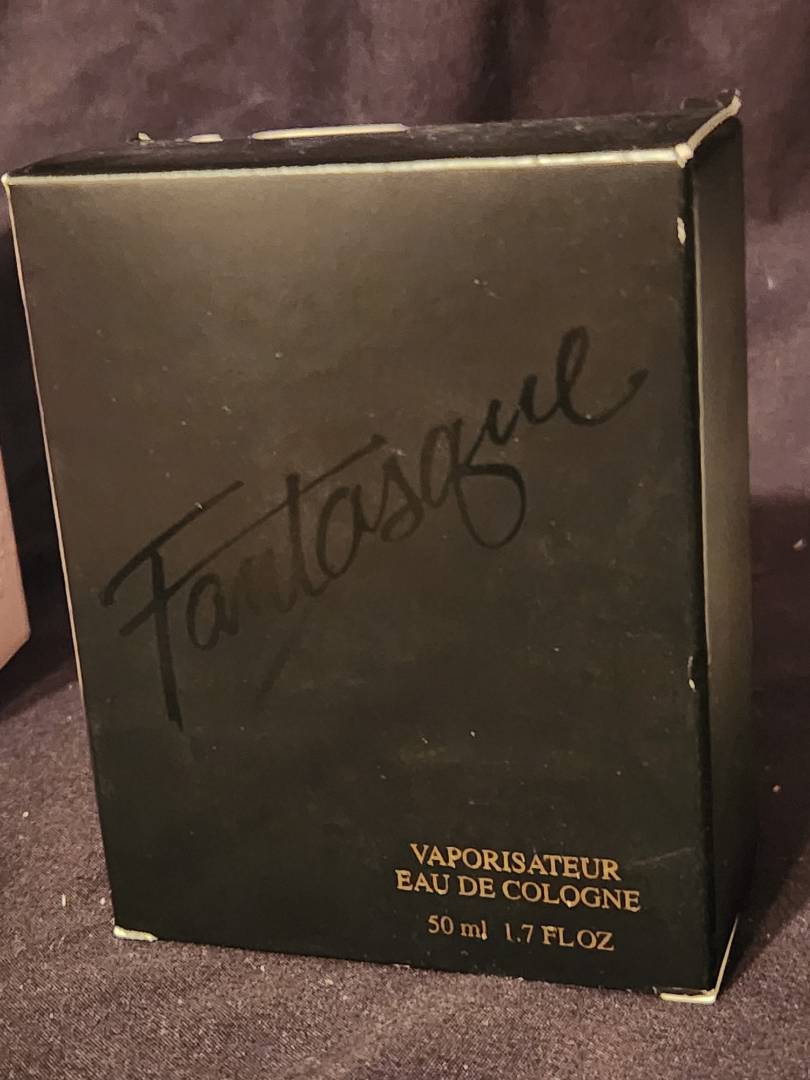 Fantasque
VAPORISATEUR
EAU DE COLOGNE
50 ml 1.7 FL OZ